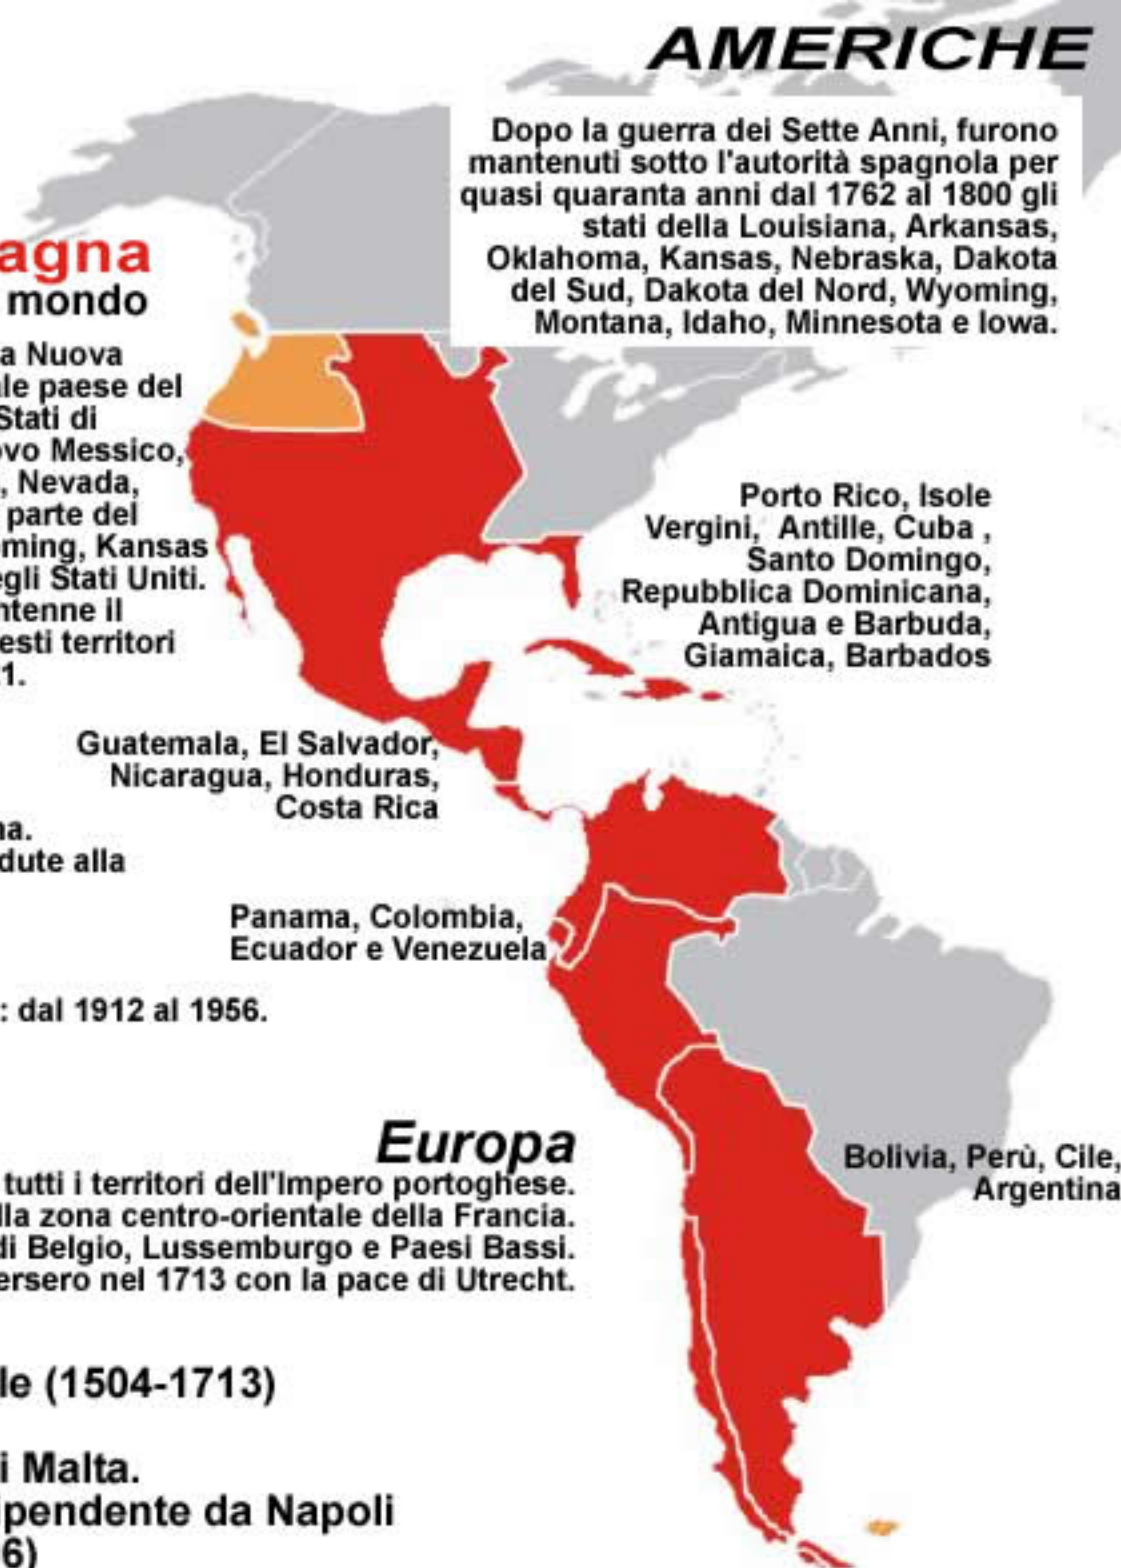 AMERICHE
Dopo la guerra dei Sette Anni, furono
mantenuti sotto l'autorità spagnola per
quasi quaranta anni dal 1762 al 1800 gli
stati della Louisiana, Arkansas,
Oklahoma, Kansas, Nebraska, Dakota
del Sud, Dakota del Nord, Wyoming,
Montana, Idaho, Minnesota e Iowa.
agna
mondo
a Nuova
ale paese del
Stati di
ovo Messico,
, Nevada,
parte del
ming, Kansas
egli Stati Uniti.
ntenne il
esti territori
1.
Porto Rico, Isole
Vergini, Antille, Cuba ,
Santo Domingo,
Repubblica Dominicana,
Antigua e Barbuda,
Giamaica, Barbados
Guatemala, El Salvador,
Nicaragua, Honduras,
Costa Rica
na.
dute alla
Panama, Colombia,
Ecuador e Venezuela
: dal 1912 al 1956.
Europa
tutti i territori dell'Impero portoghese.
lla zona centro-orientale della Francia.
di Belgio, Lussemburgo e Paesi Bassi.
ersero nel 1713 con la pace di Utrecht.
Bolivia, Perù, Cile,
Argentina
le (1504-1713)
i Malta.
ipendente da Napoli
6)